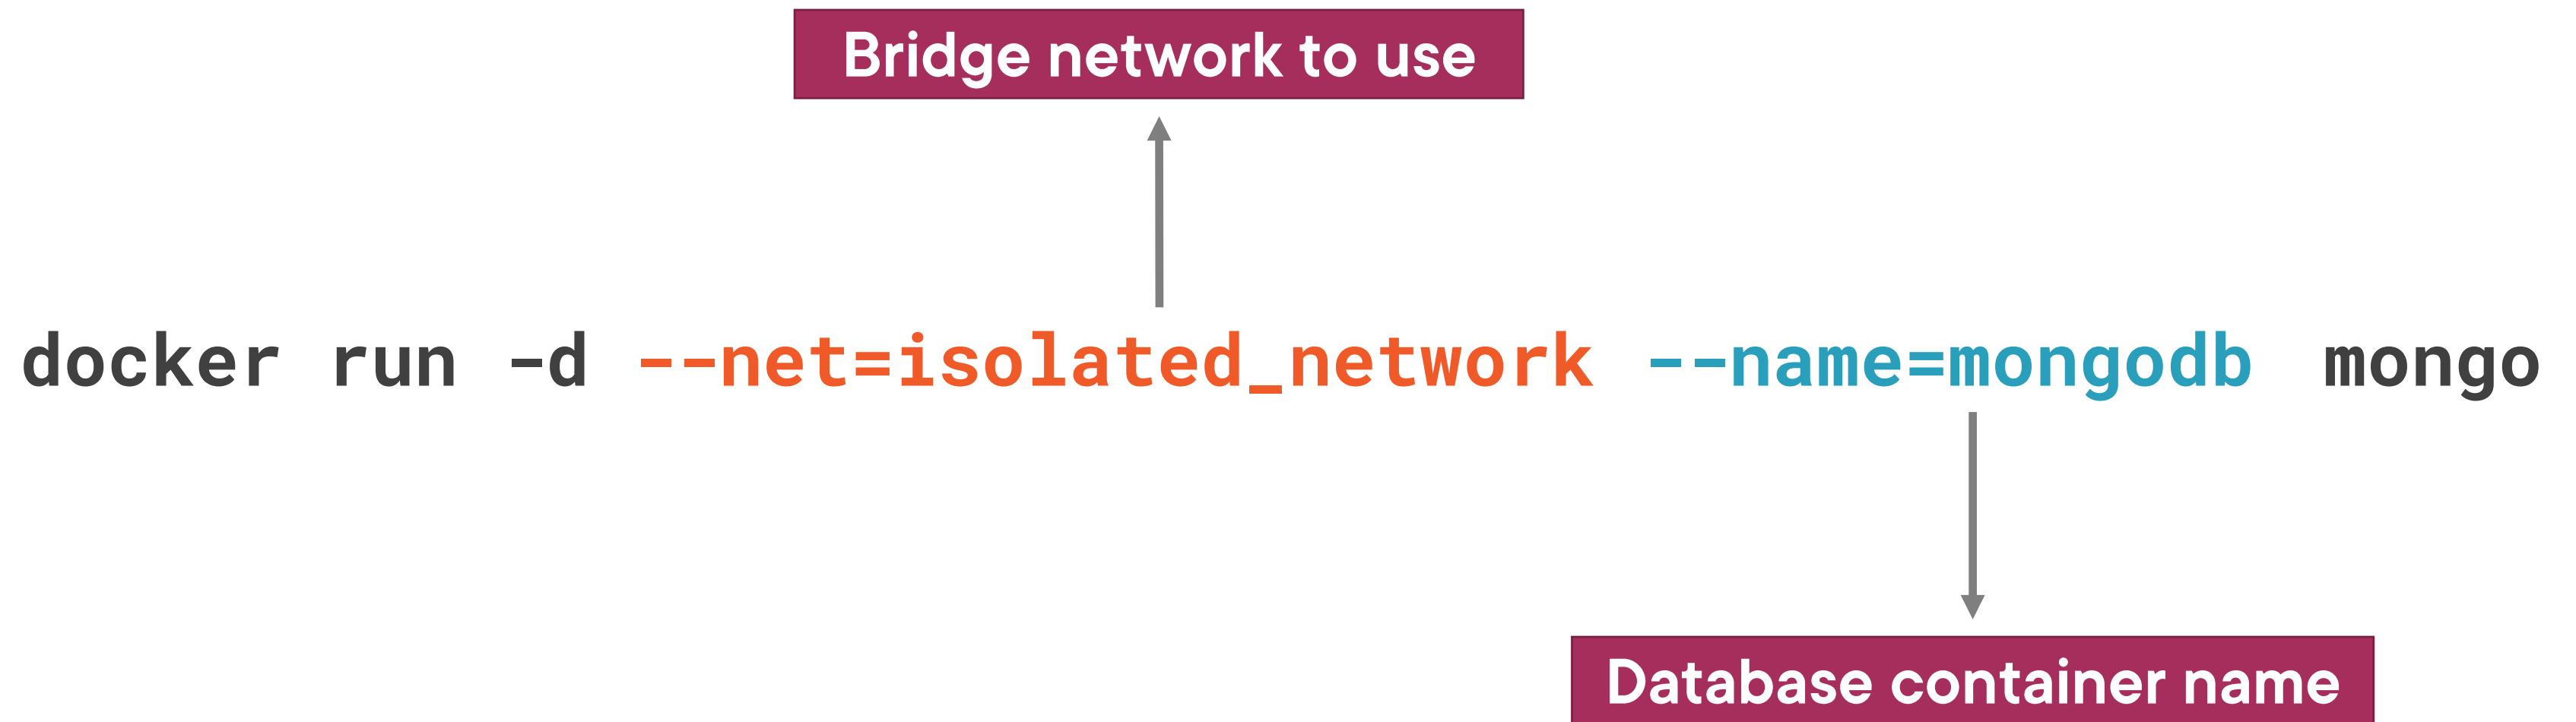 Bridge network to use
docker run -d --net=isolated_network --name=mongodb mongo
Database container name